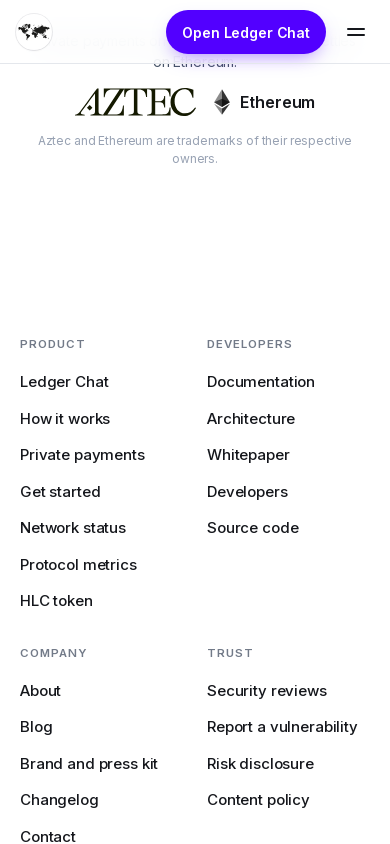 Open Ledger Chat
on Ethereum.
AZTEC
Ethereum
Aztec and Ethereum are trademarks of their respective
owners.
PRODUCT
Ledger Chat
How it works
Private payments
Get started
Network status
Protocol metrics
HLC token
DEVELOPERS
Documentation
Architecture
Whitepaper
Developers
Source code
COMPANY
About
Blog
Brand and press kit
Changelog
Contact
TRUST
Security reviews
Report a vulnerability
Risk disclosure
Content policy